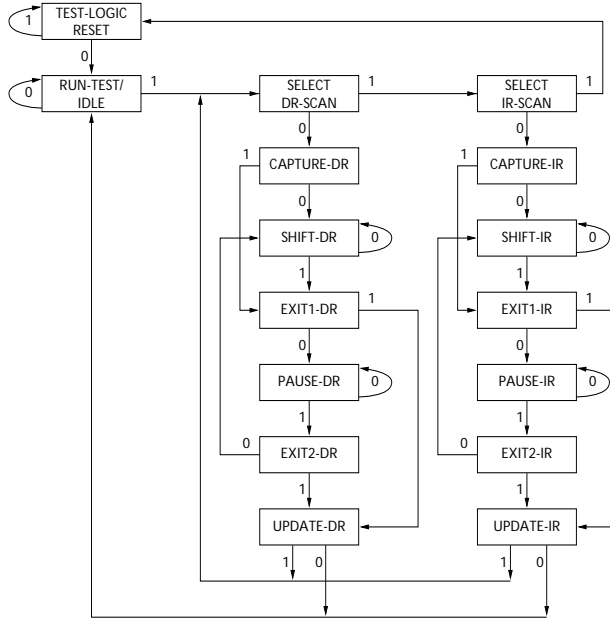 TEST-LOGIC
RESET
1
0
RUN-TEST/
IDLE
0
1
SELECT
DR-SCAN
1
SELECT
IR-SCAN
1
0
0
1
CAPTURE-DR
1
CAPTURE-IR
0
0
SHIFT-DR
0
SHIFT-IR
0
1
1
EXIT1-DR
1
EXIT1-IR
1
0
0
PAUSE-DR
0
PAUSE-IR
0
1
1
0
EXIT2-DR
0
EXIT2-IR
1
1
UPDATE-DR
UPDATE-IR
1
0
1
0